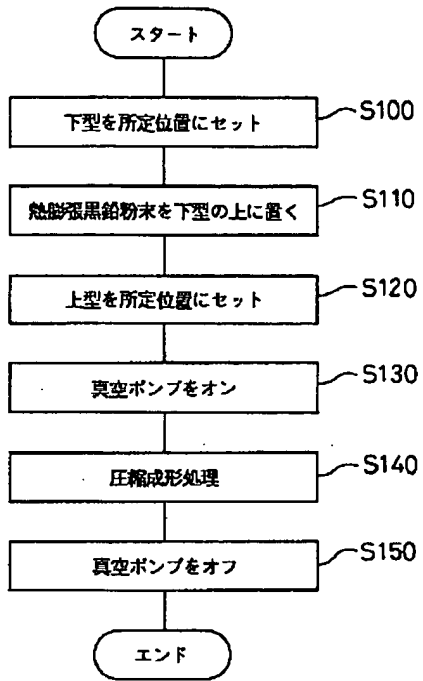 スタート
下型を所定位置にセット
S100
熱膨張黒鉛粉末を下型の上に置く
S110
上型を所定位置にセット
S120
真空ポンプをオン
S130
圧縮成形処理
S140
真空ポンプをオフ
S150
エンド